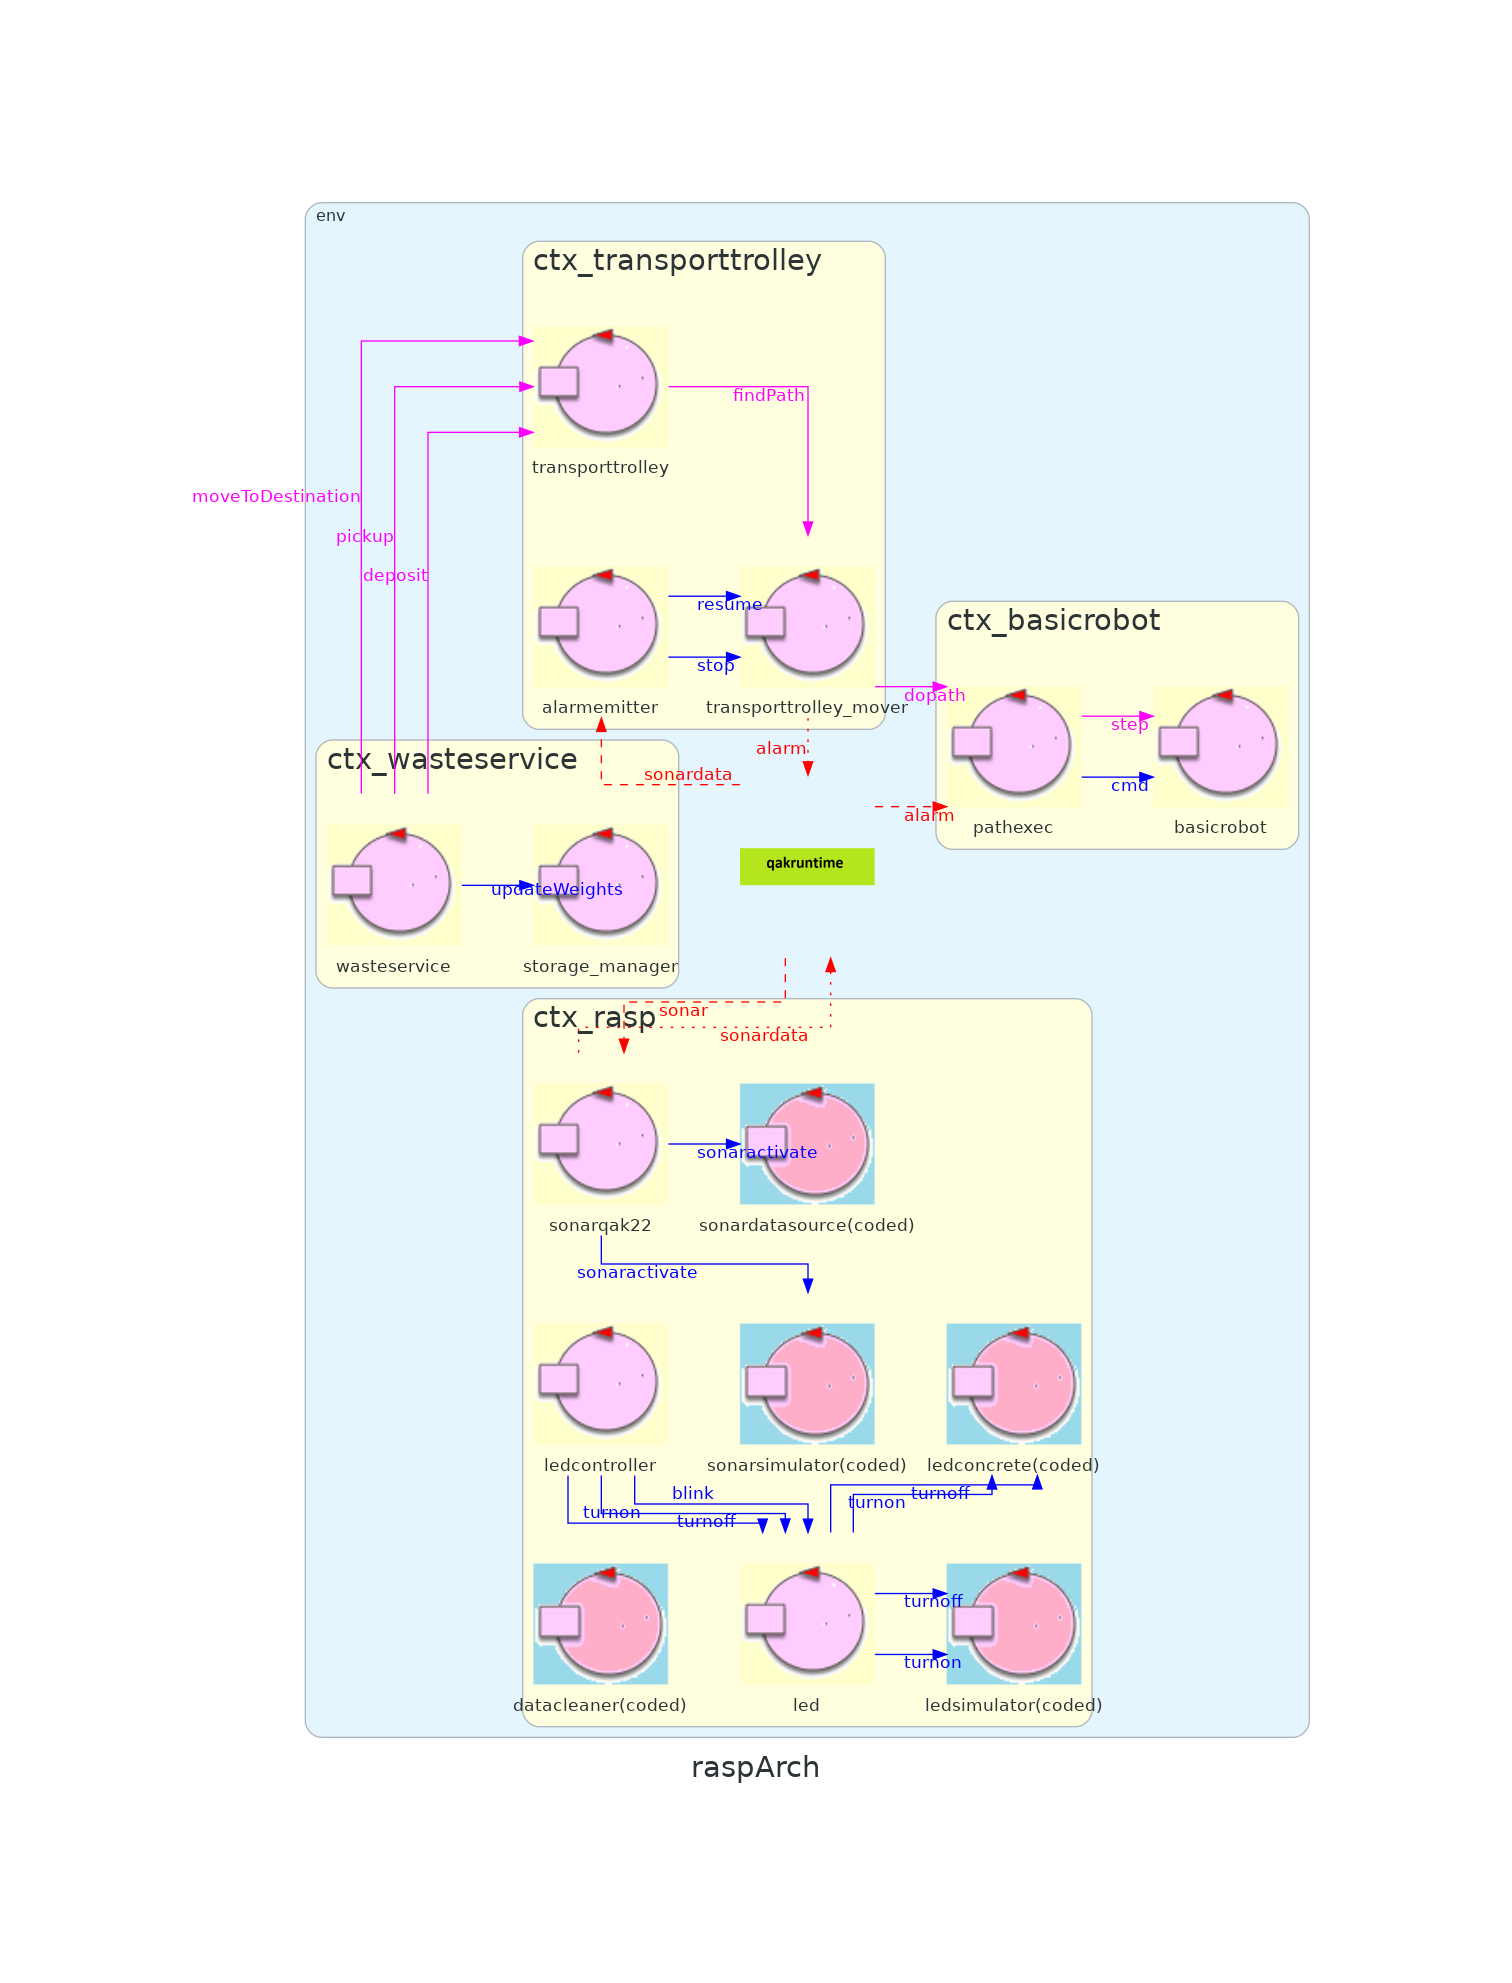 env
ctx_transporttrolley
findPath
transporttrolley
moveToDestination
pickup
deposit
resume
stop
ctx_basicrobot
alarmemitter
transporttrolley_mover
dopath
step
cmd
alarm
sonardata
alarm
pathexec
basicrobot
ctx_wasteservice
qakruntime
updateWeights
wasteservice
storage_manager
ctx_rasp
sonar
sonardata
sonaractivate
sonarqak22
sonardatasource(coded)
sonaractivate
ledcontroller
sonarsimulator(coded)
ledconcrete(coded)
blink
turnoff
turnon
turnon
turnoff
turnoff
turnon
datacleaner(coded)
led
ledsimulator(coded)
raspArch